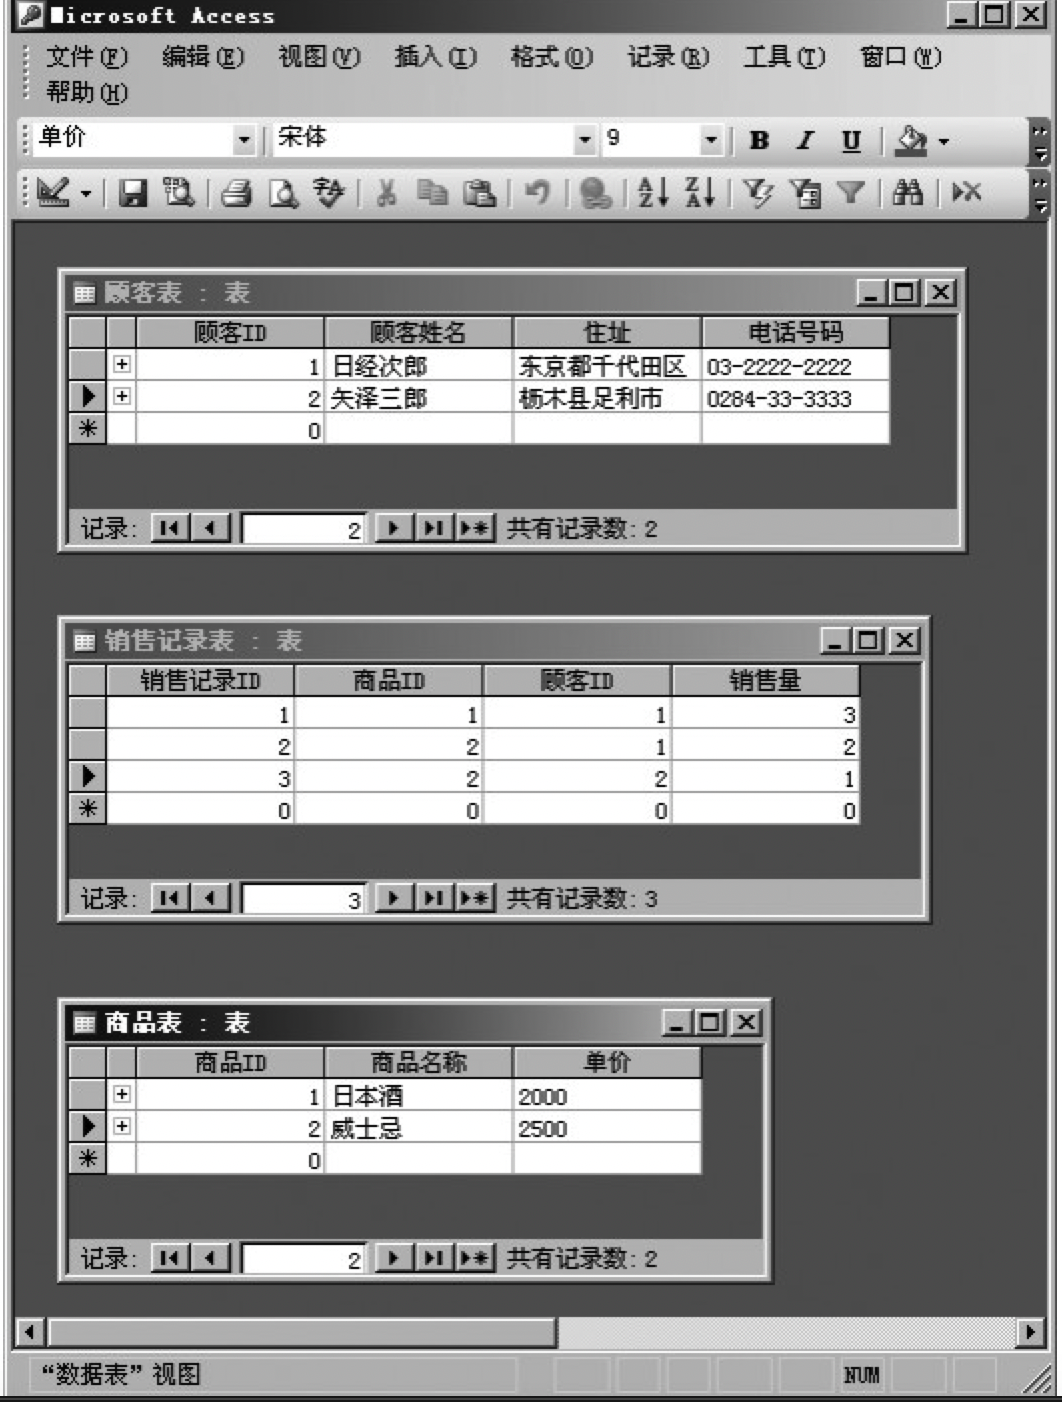 Microsoft Access
文件(F) 编辑(E) 视图(V) 插入(I) 格式(O) 记录(R) 工具(T) 窗口(W)
帮助(H)
单价 宋体 9 B I U
顾客表 : 表
顾客ID 顾客姓名 住址 电话号码
1 日经次郎 东京都千代田区 03-2222-2222
2 矢泽三郎 枥木县足利市 0284-33-3333
0
记录: 2 共有记录数: 2
销售记录表 : 表
销售记录ID 商品ID 顾客ID 销售量
1 1 1 3
2 2 1 2
3 2 2 1
0 0 0 0
记录: 3 共有记录数: 3
商品表 : 表
商品ID 商品名称 单价
1 日本酒 2000
2 威士忌 2500
0
记录: 2 共有记录数: 2
“数据表” 视图 NUM